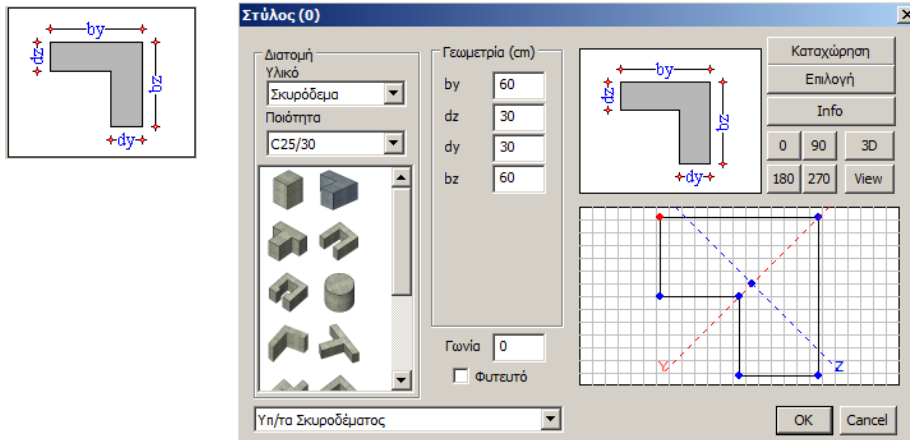 by
dz
bz
dy
Στύλος (0)
Διατομή
Υλικό
Σκυρόδεμα
Ποιότητα
C25/30
Γεωμετρία (cm)
by 60
dz 30
dy 30
bz 60
Γωνία 0
Φυτευτό
by
dz
bz
dy
Καταχώρηση
Επιλογή
Info
0 90 3D
180 270 View
Y
Z
Υπ/τα Σκυροδέματος
OK Cancel